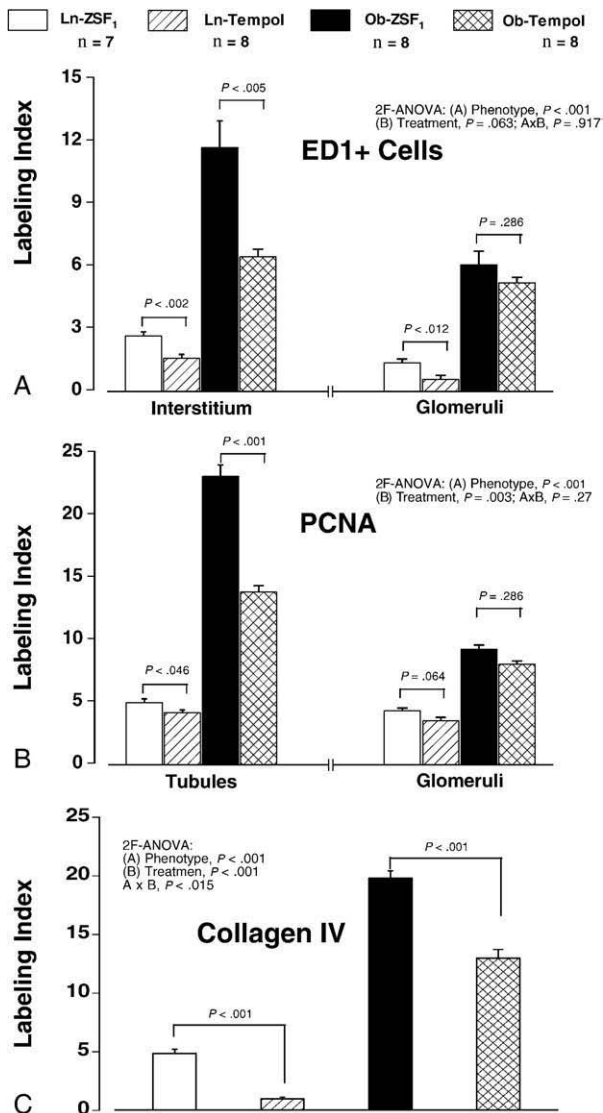 Ln-ZSF₁ Ln-Tempol Ob-ZSF₁ Ob-Tempol
n = 7 n = 8 n = 8 n = 8
15
12
9
6
3
0
Labeling Index
P < .005
2F-ANOVA: (A) Phenotype, P < .001
(B) Treatment, P = .063; AxB, P = .917
ED1+ Cells
P = .286
P < .002
P < .012
A
Interstitium Glomeruli
25
20
15
10
5
0
Labeling Index
P < .001
2F-ANOVA: (A) Phenotype, P < .001
(B) Treatment, P = .003; AxB, P = .27
PCNA
P = .286
P < .046
P = .064
B
Tubules Glomeruli
25
20
15
10
5
0
Labeling Index
2F-ANOVA:
(A) Phenotype, P < .001
(B) Treatmen, P < .001
A x B, P < .015
P < .001
Collagen IV
P < .001
C